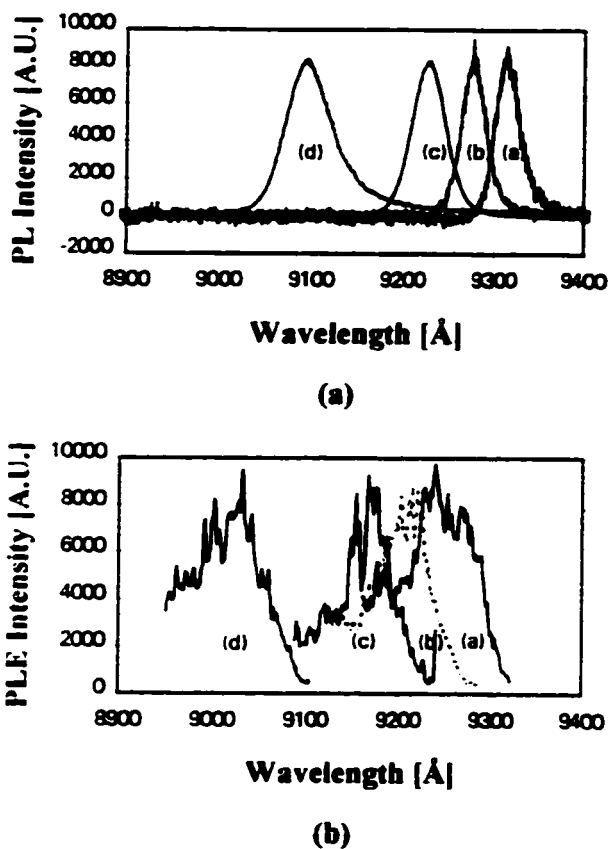 10000
8000
6000
4000
2000
0
-2000
PL Intensity [A.U.]
(d)
(c)
(b)
(a)
8900 9000 9100 9200 9300 9400
Wavelength [Å]
(a)
10000
8000
6000
4000
2000
0
PLE Intensity [A.U.]
(d)
(c)
(b)
(a)
8900 9000 9100 9200 9300 9400
Wavelength [Å]
(b)